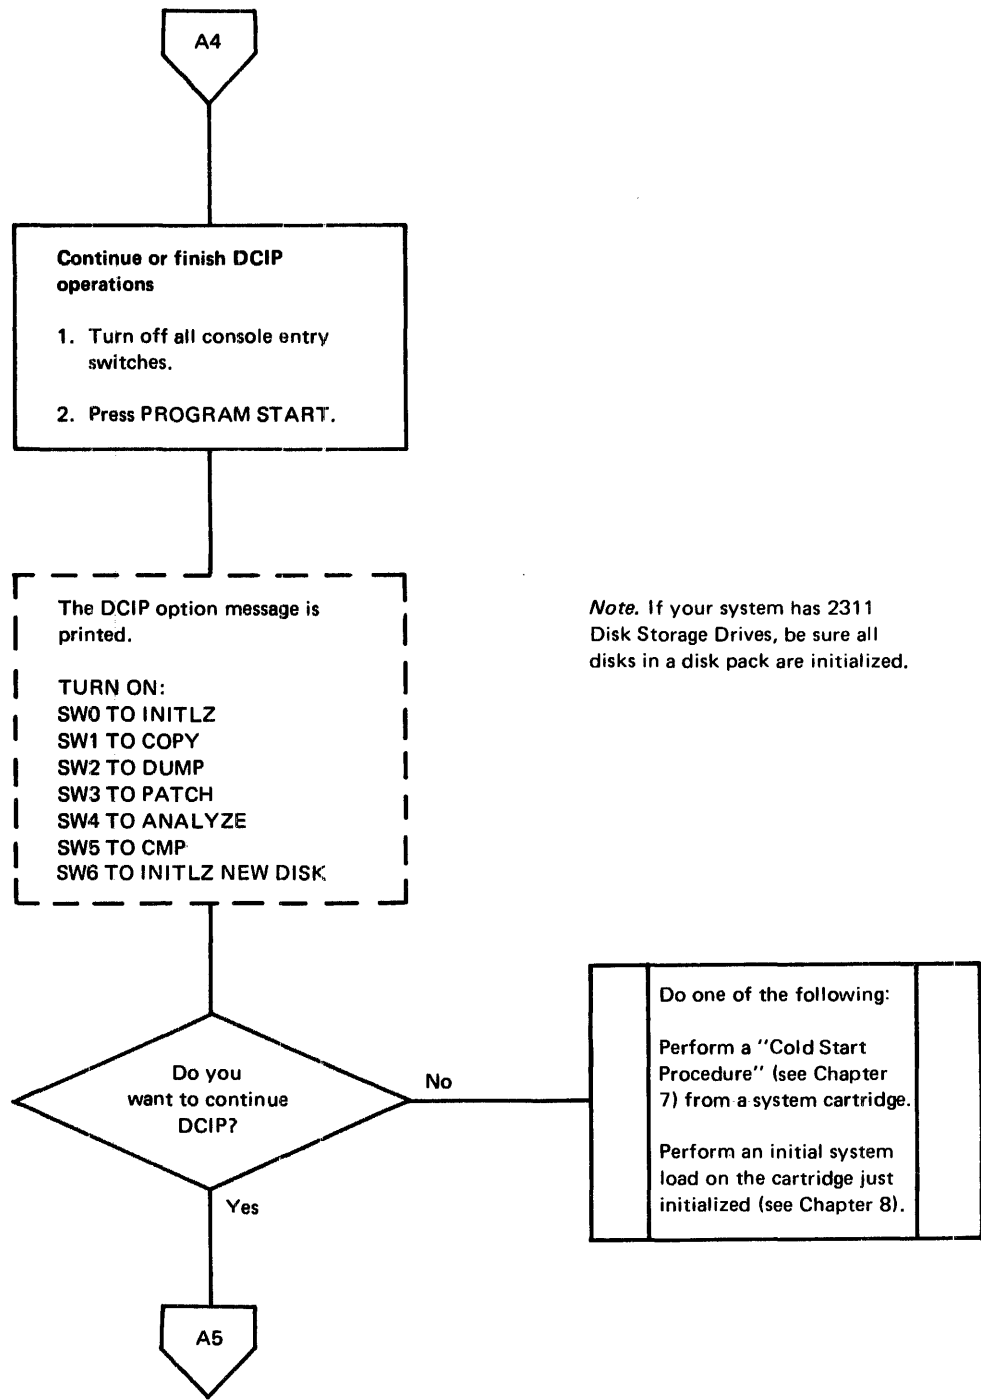 A4
Continue or finish DCIP
operations
1. Turn off all console entry
switches.
2. Press PROGRAM START.
The DCIP option message is
printed.
TURN ON:
SW0 TO INITLZ
SW1 TO COPY
SW2 TO DUMP
SW3 TO PATCH
SW4 TO ANALYZE
SW5 TO CMP
SW6 TO INITLZ NEW DISK
Note. If your system has 2311
Disk Storage Drives, be sure all
disks in a disk pack are initialized.
Do you
want to continue
DCIP?
No
Do one of the following:
Perform a "Cold Start
Procedure" (see Chapter
7) from a system cartridge.
Perform an initial system
load on the cartridge just
initialized (see Chapter 8).
Yes
A5